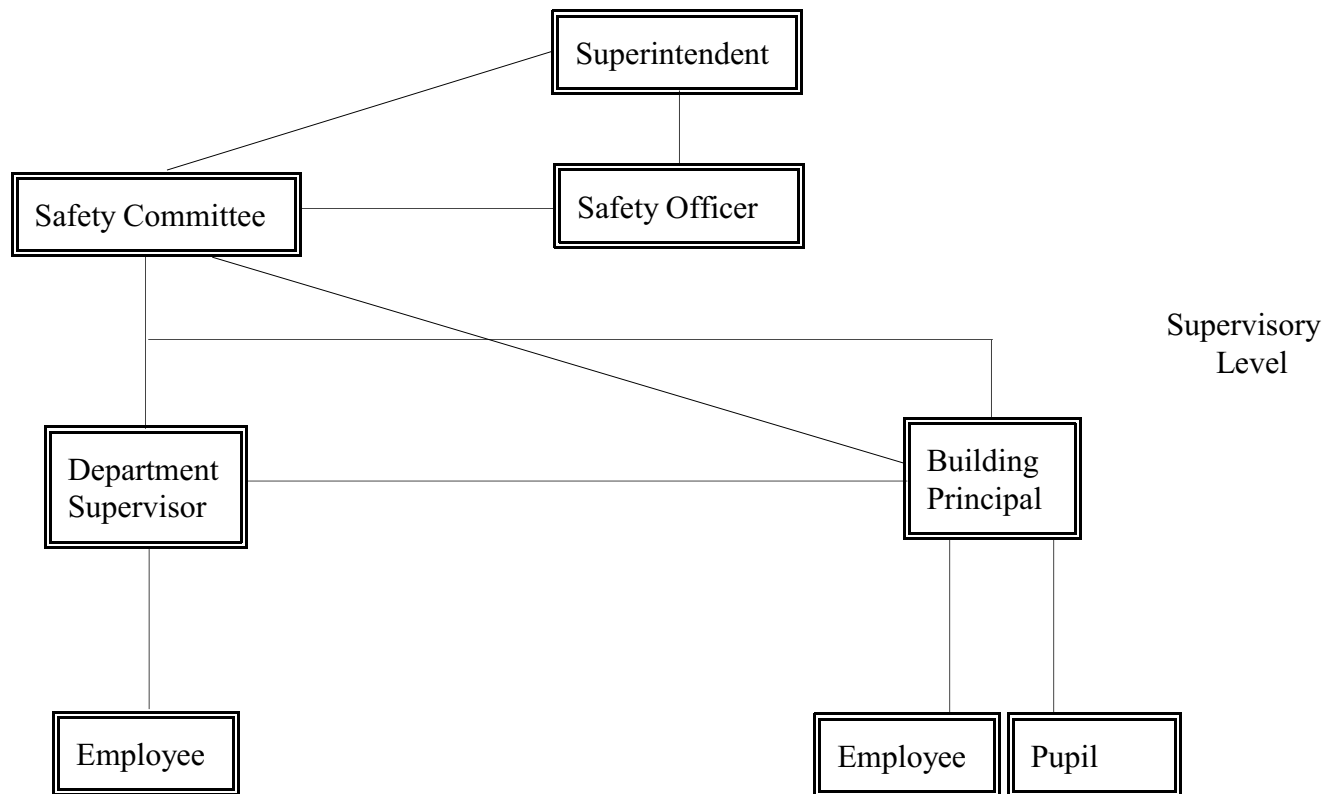 Superintendent
Safety Committee
Safety Officer
Supervisory
Level
Department
Supervisor
Building
Principal
Employee
Employee
Pupil